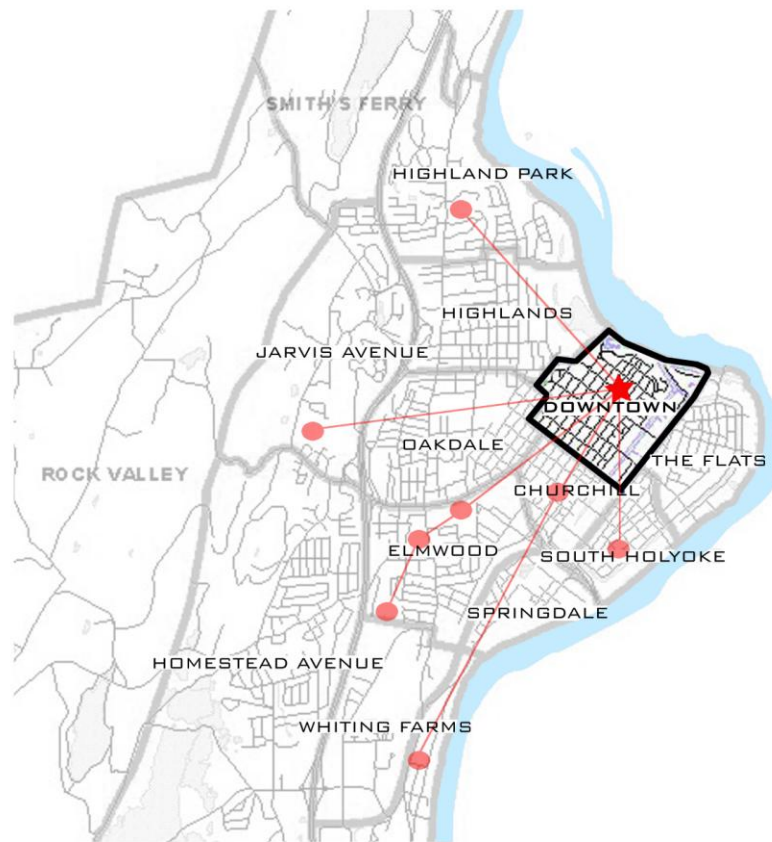 SMITH'S FERRY
HIGHLAND PARK
HIGHLANDS
JARVIS AVENUE
DOWNTOWN
OAKDALE
THE FLATS
ROCK VALLEY
CHURCHILL
ELMWOOD
SOUTH HOLYOKE
SPRINGDALE
HOMESTEAD AVENUE
WHITING FARMS